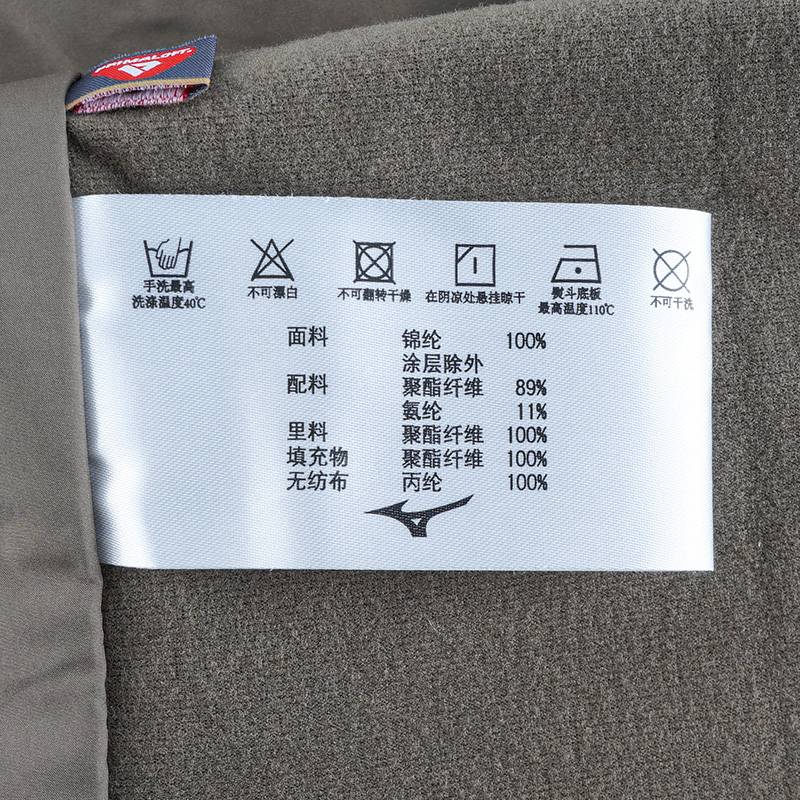 PRIMALOFT
手洗最高
洗涤温度40℃
不可漂白
不可翻转干燥
在阴凉处悬挂晾干
熨斗底板
最高温度110℃
不可干洗
面料 锦纶 100%
涂层除外
配料 聚酯纤维 89%
氨纶 11%
里料 聚酯纤维 100%
填充物 聚酯纤维 100%
无纺布 丙纶 100%